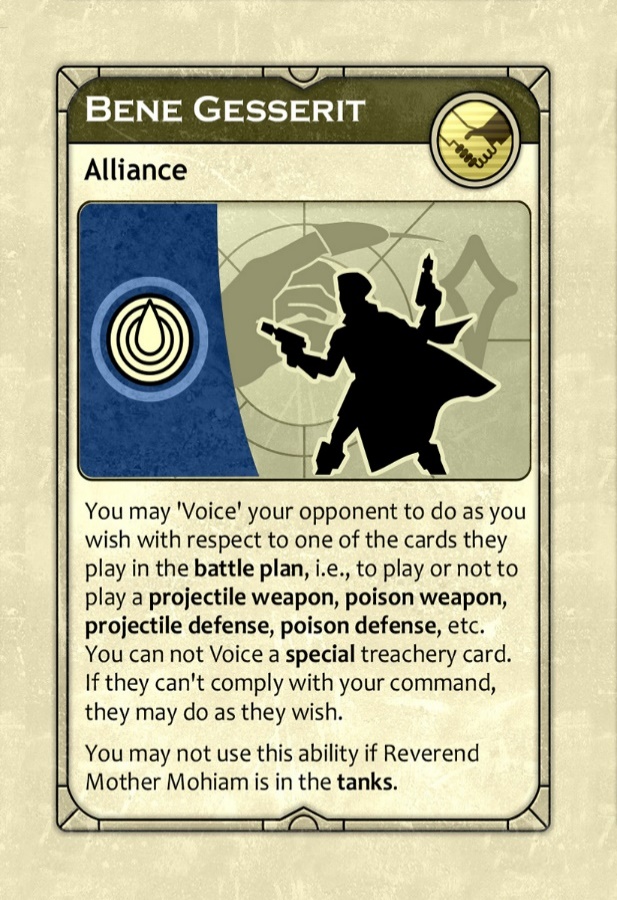 BENE GESSERIT
Alliance
You may 'Voice' your opponent to do as you
wish with respect to one of the cards they
play in the battle plan, i.e., to play or not to
play a projectile weapon, poison weapon,
projectile defense, poison defense, etc.
You can not Voice a special treachery card.
If they can't comply with your command,
they may do as they wish.
You may not use this ability if Reverend
Mother Mohiam is in the tanks.